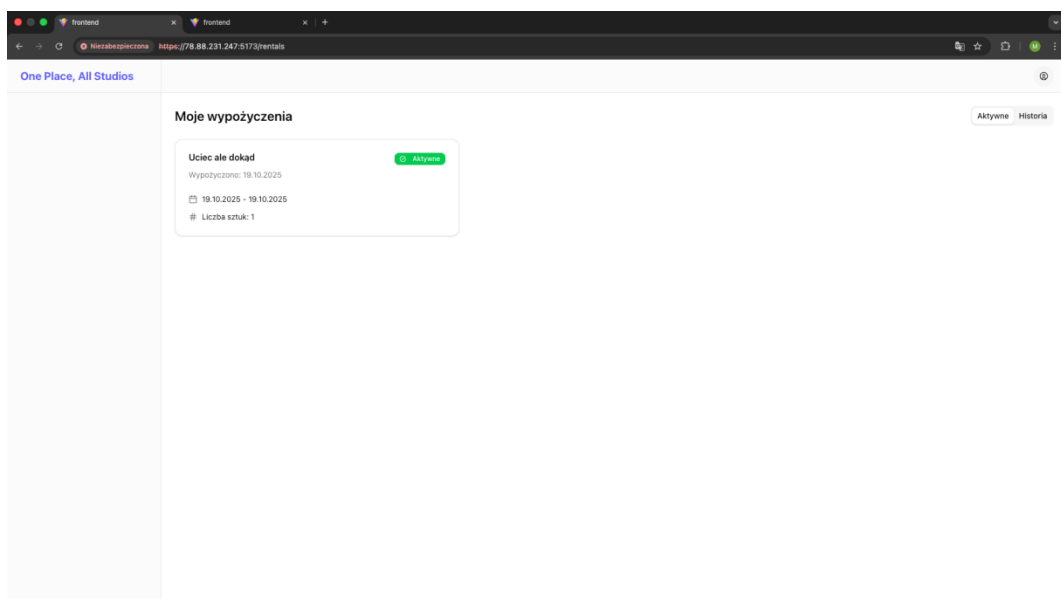 frontend
frontend
Niezabezpieczona https://78.88.231.247:5173/rentals
M
One Place, All Studios
Moje wypożyczenia
Aktywne Historia
Uciec ale dokąd
Aktywne
Wypożyczono: 19.10.2025
19.10.2025 - 19.10.2025
# Liczba sztuk: 1